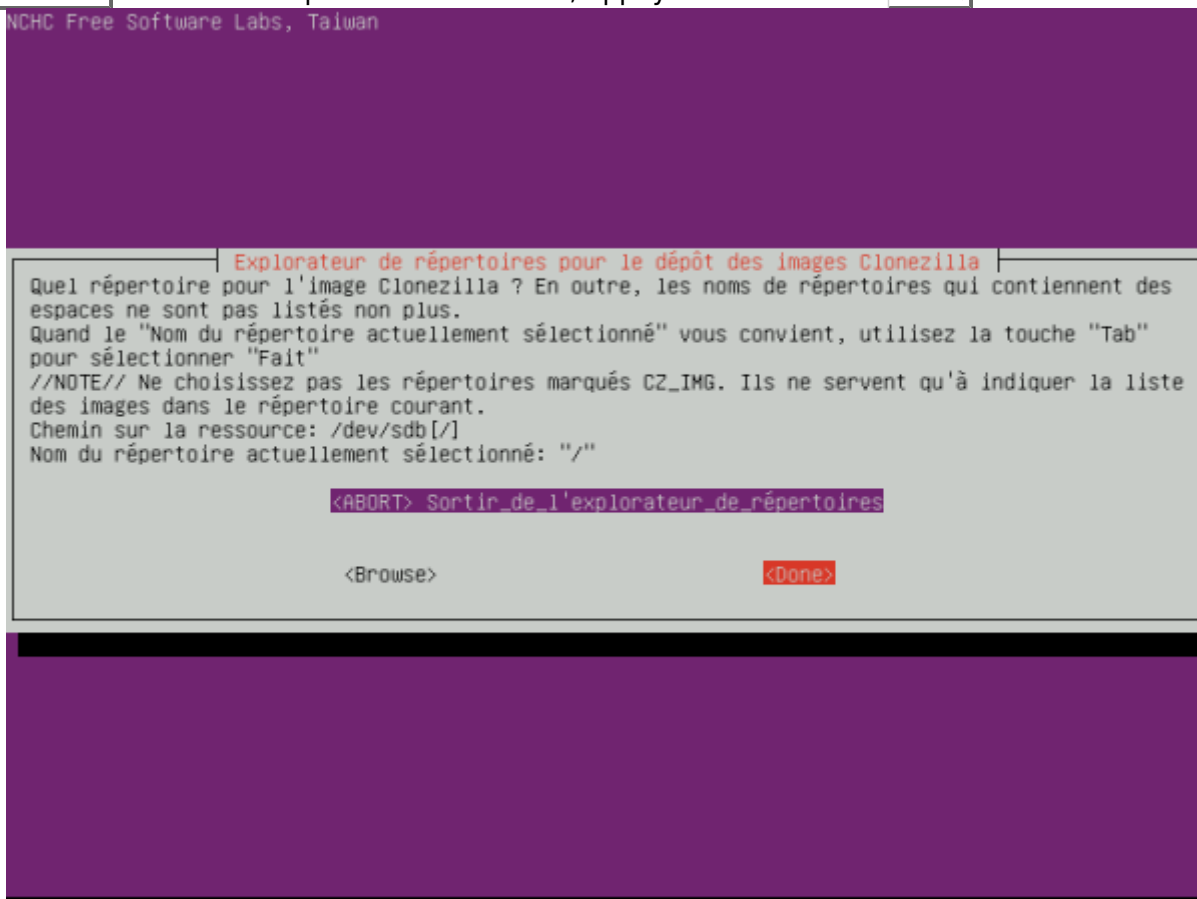 NCHC Free Software Labs, Taiwan
Explorateur de répertoires pour le dépôt des images Clonezilla
Quel répertoire pour l'image Clonezilla ? En outre, les noms de répertoires qui contiennent des
espaces ne sont pas listés non plus.
Quand le "Nom du répertoire actuellement sélectionné" vous convient, utilisez la touche "Tab"
pour sélectionner "Fait"
//NOTE// Ne choisissez pas les répertoires marqués CZ_IMG. Ils ne servent qu'à indiquer la liste
des images dans le répertoire courant.
Chemin sur la ressource: /dev/sdb[/]
Nom du répertoire actuellement sélectionné: "/"
<ABORT> Sortir_de_l'explorateur_de_répertoires
<Browse> <Done>